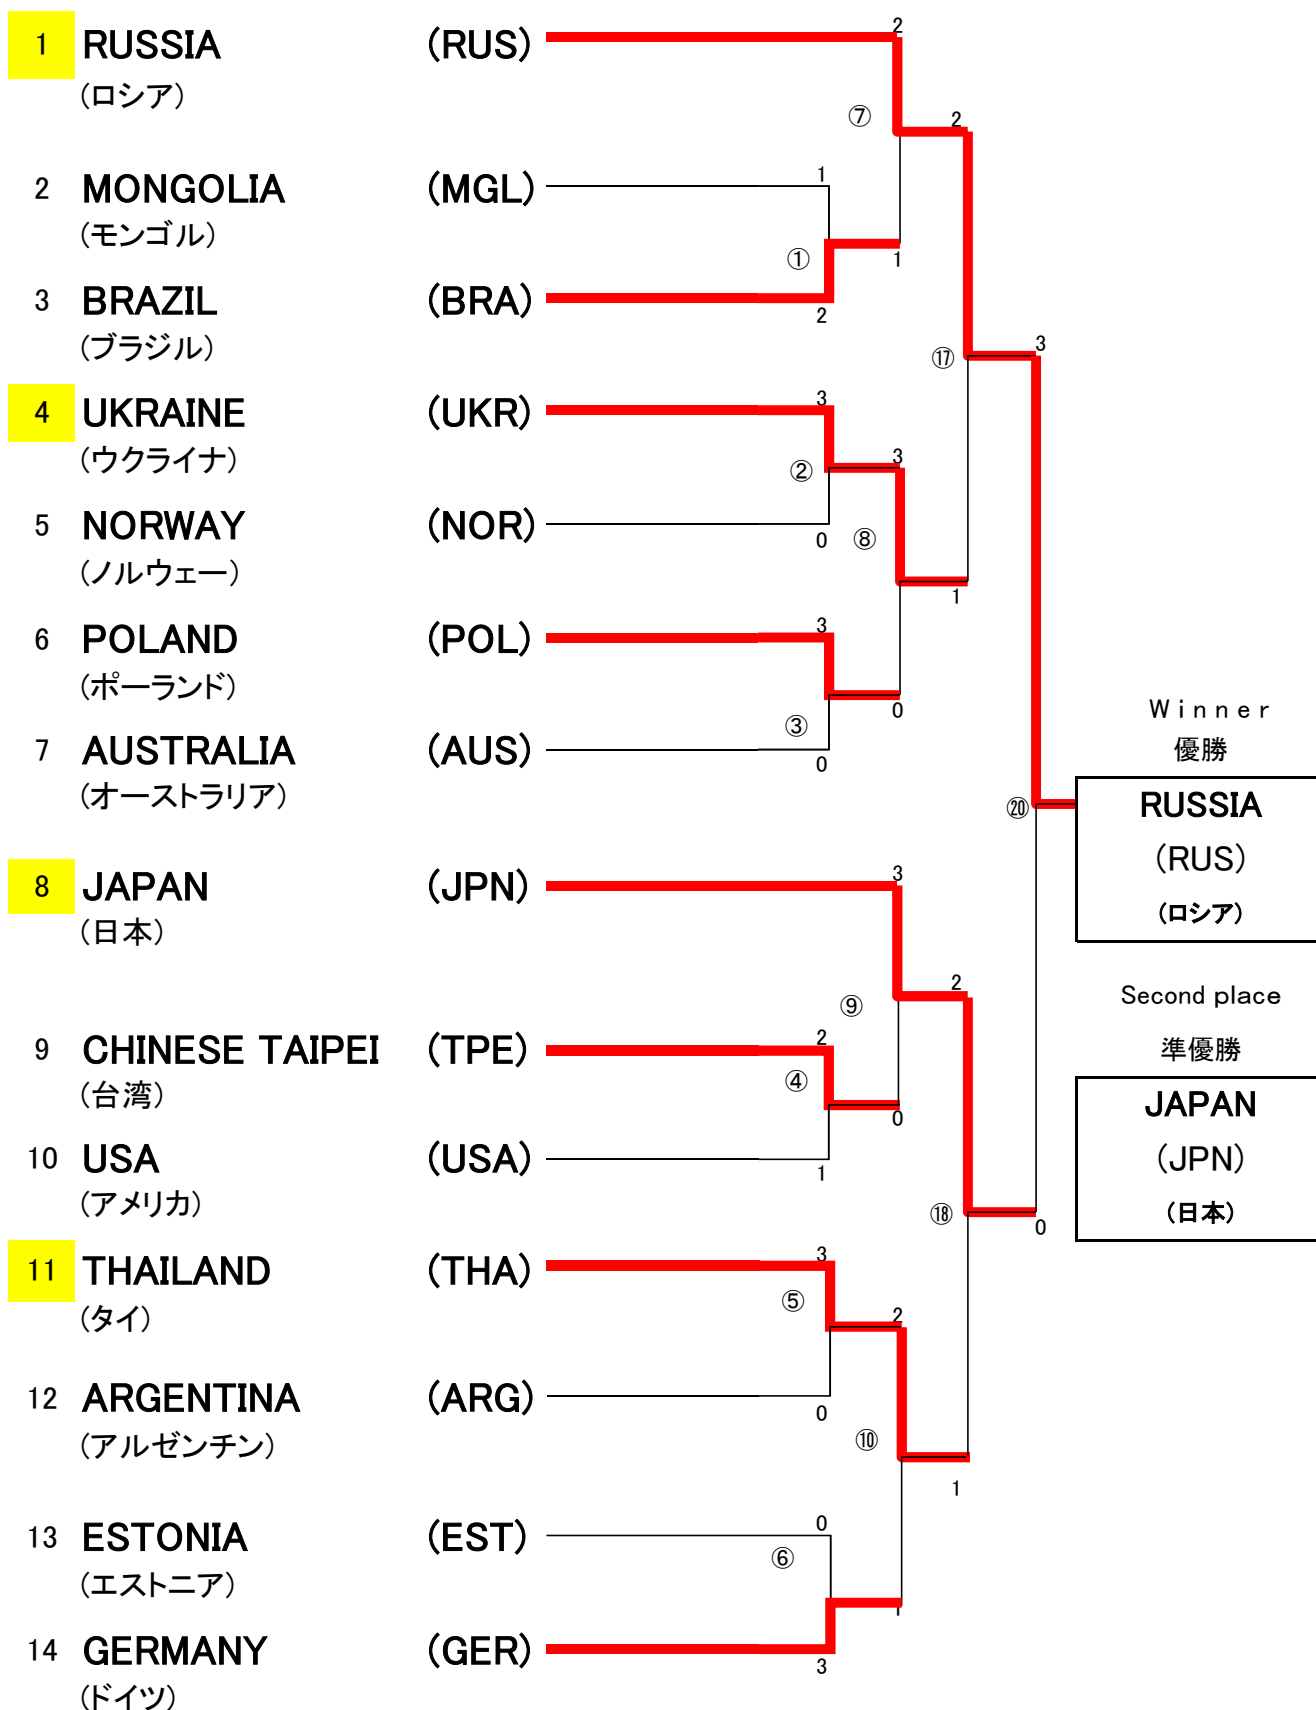 1 RUSSIA (RUS) 2
(ロシア)
⑦ 2
2 MONGOLIA (MGL) 1
(モンゴル)
① 1
3 BRAZIL (BRA) 2
(ブラジル)
⑰ 3
4 UKRAINE (UKR) 3
(ウクライナ)
② 3
5 NORWAY (NOR) 0 ⑧
(ノルウェー)
1
6 POLAND (POL) 3
(ポーランド)
③ 0
7 AUSTRALIA (AUS) 0
(オーストラリア)
Winner
優勝
⑳ RUSSIA
(RUS)
(ロシア)
8 JAPAN (JPN) 3
(日本)
⑨ 2
Second place
準優勝
JAPAN
(JPN)
(日本)
9 CHINESE TAIPEI (TPE) 2
(台湾)
④ 0
10 USA (USA) 1
(アメリカ)
⑱ 0
11 THAILAND (THA) 3
(タイ)
⑤ 2
12 ARGENTINA (ARG) 0
(アルゼンチン)
⑩ 1
13 ESTONIA (EST) 0
(エストニア)
⑥ 1
14 GERMANY (GER) 3
(ドイツ)